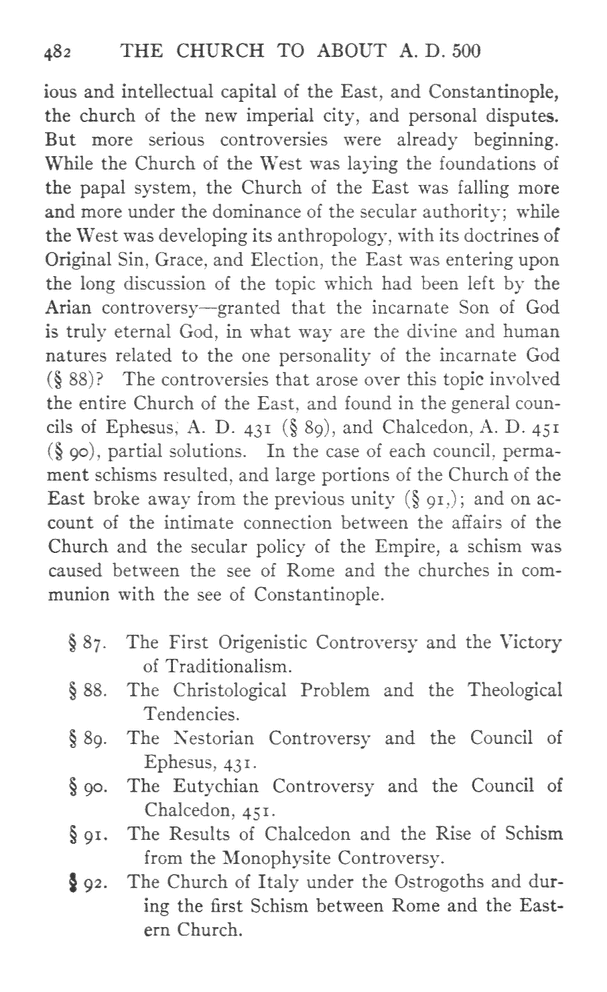 482 THE CHURCH TO ABOUT A. D. 500
ious and intellectual capital of the East, and Constantinople,
the church of the new imperial city, and personal disputes.
But more serious controversies were already beginning.
While the Church of the West was laying the foundations of
the papal system, the Church of the East was falling more
and more under the dominance of the secular authority; while
the West was developing its anthropology, with its doctrines of
Original Sin, Grace, and Election, the East was entering upon
the long discussion of the topic which had been left by the
Arian controversy—granted that the incarnate Son of God
is truly eternal God, in what way are the divine and human
natures related to the one personality of the incarnate God
(§ 88)? The controversies that arose over this topic involved
the entire Church of the East, and found in the general coun-
cils of Ephesus, A. D. 431 (§ 89), and Chalcedon, A. D. 451
(§ 90), partial solutions. In the case of each council, perma-
ment schisms resulted, and large portions of the Church of the
East broke away from the previous unity (§ 91,); and on ac-
count of the intimate connection between the affairs of the
Church and the secular policy of the Empire, a schism was
caused between the see of Rome and the churches in com-
munion with the see of Constantinople.
§ 87. The First Origenistic Controversy and the Victory
of Traditionalism.
§ 88. The Christological Problem and the Theological
Tendencies.
§ 89. The Nestorian Controversy and the Council of
Ephesus, 431.
§ 90. The Eutychian Controversy and the Council of
Chalcedon, 451.
§ 91. The Results of Chalcedon and the Rise of Schism
from the Monophysite Controversy.
§ 92. The Church of Italy under the Ostrogoths and dur-
ing the first Schism between Rome and the East-
ern Church.